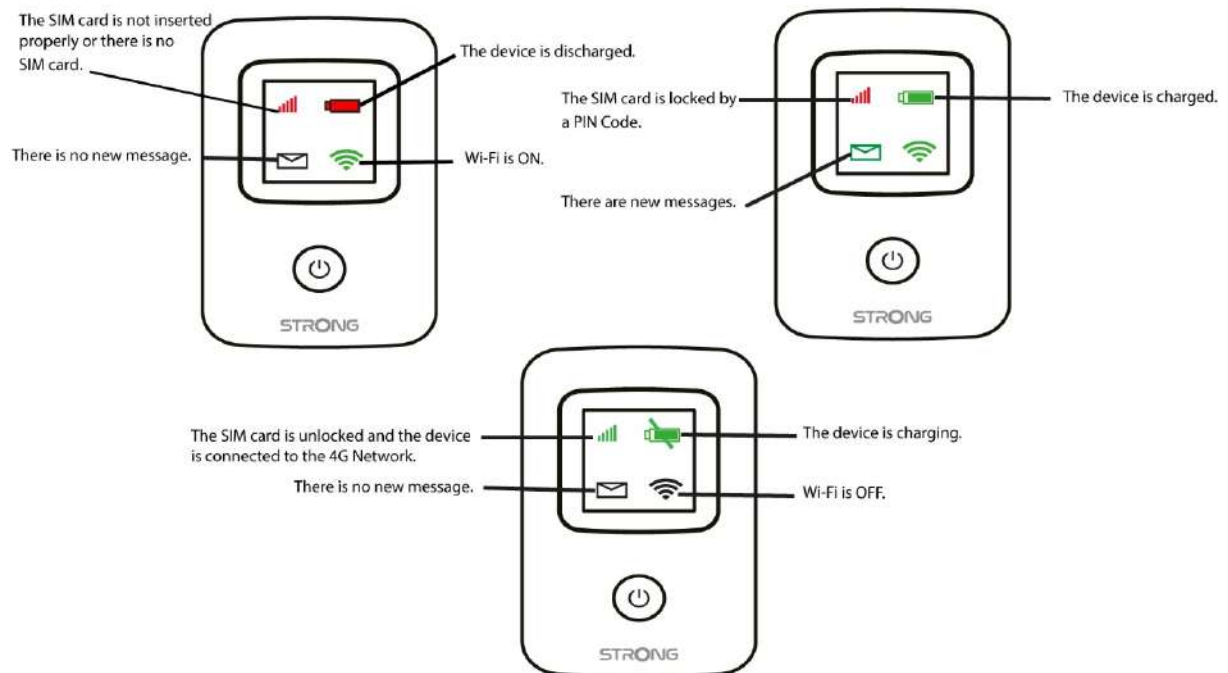 The SIM card is not inserted
properly or there is no
SIM card.
The device is discharged.
There is no new message.
Wi-Fi is ON.
STRONG
The SIM card is locked by
a PIN Code.
The device is charged.
There are new messages.
STRONG
The SIM card is unlocked and the device
is connected to the 4G Network.
The device is charging.
There is no new message.
Wi-Fi is OFF.
STRONG